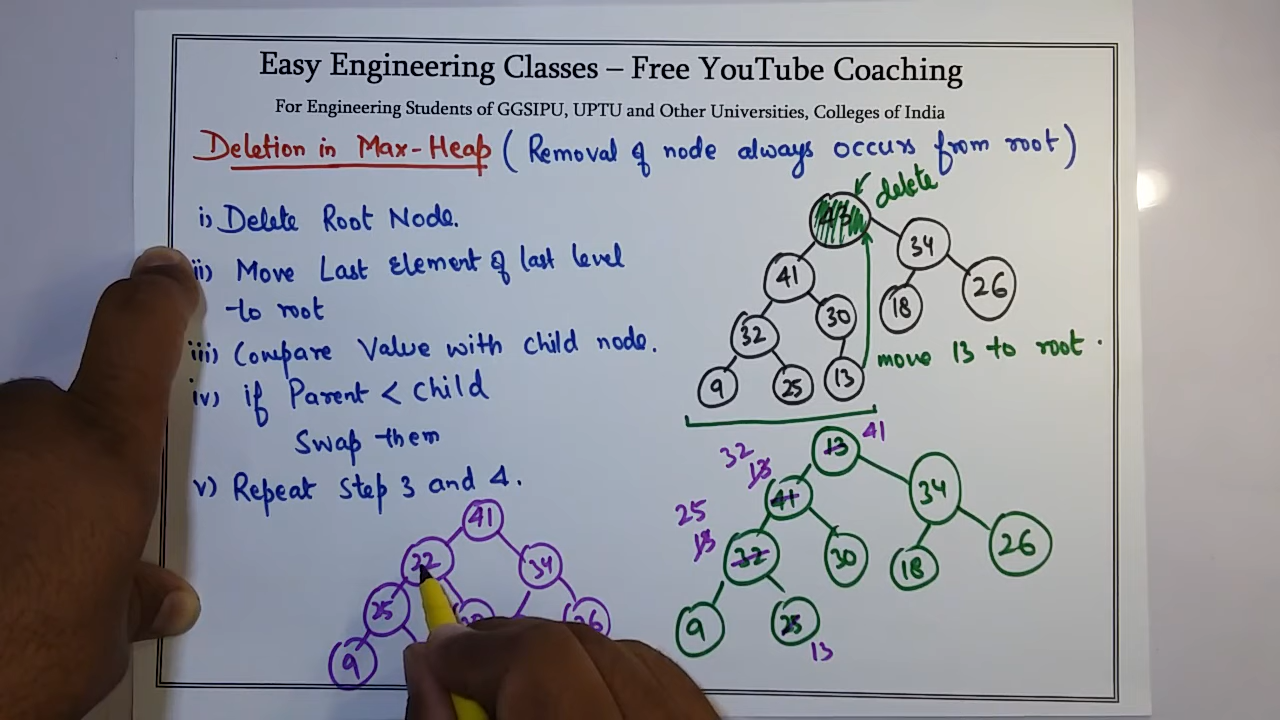 Easy Engineering Classes – Free YouTube Coaching
For Engineering Students of GGSIPU, UPTU and Other Universities, Colleges of India
Deletion in Max-Heap (Removal of node always occurs from root)
i) Delete Root Node.
ii) Move Last Element of last level
to root
iii) Compare Value with child node.
iv) if Parent < child
Swap them
v) Repeat Step 3 and 4.
delete
43
34
41
26
18
30
32
9
25
13
move 13 to root.
13 41
32
13
41
34
25
13
32
30
18
26
9
25
13
41
32
34
25
26
9